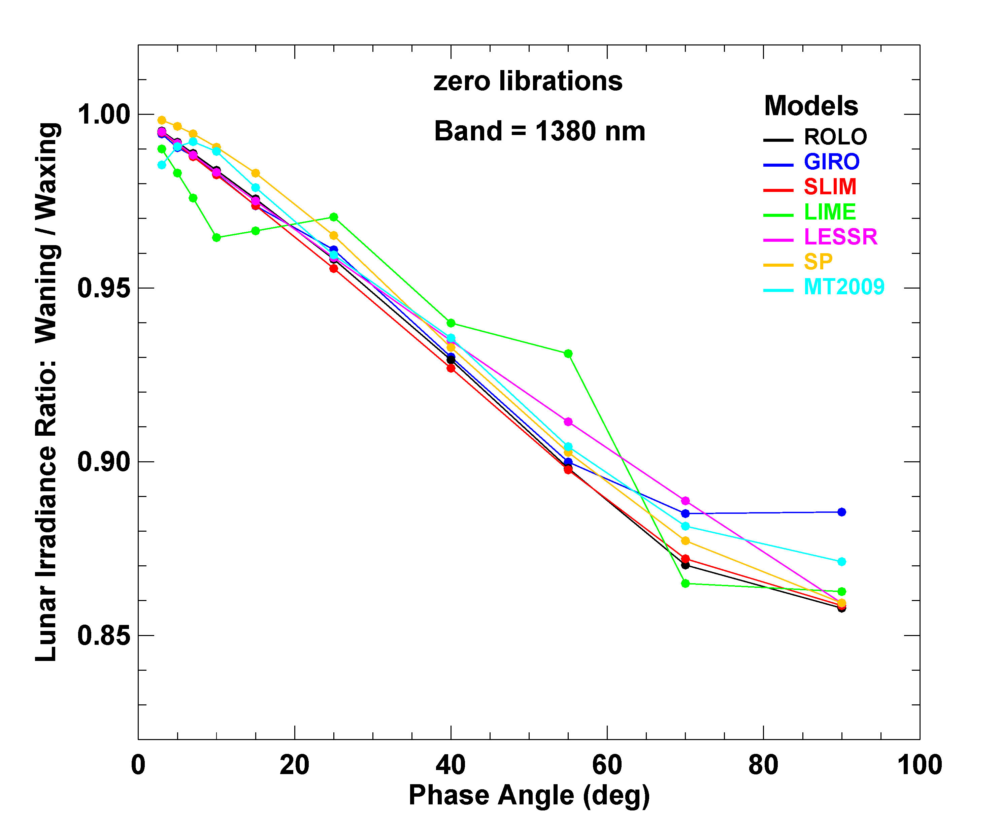 zero librations
Band = 1380 nm
Models
ROLO
GIRO
SLIM
LIME
LESSR
SP
MT2009
Lunar Irradiance Ratio: Waning / Waxing
1.00
0.95
0.90
0.85
0 20 40 60 80 100
Phase Angle (deg)